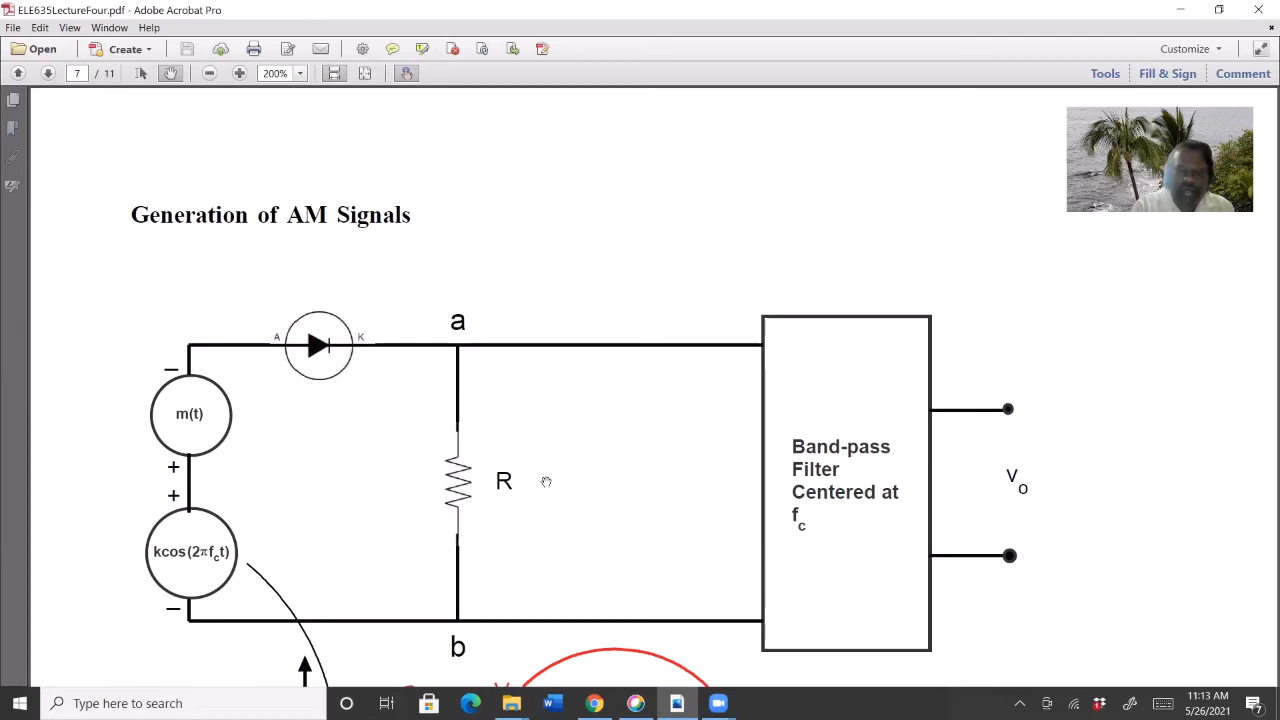 ELE635LectureFour.pdf - Adobe Acrobat Pro
File Edit View Window Help
Open Create Customize
7 / 11 200% Tools Fill & Sign Comment
Generation of AM Signals
a
A K
−
m(t)
+
+
kcos(2πfct)
−
R
b
Band-pass
Filter
Centered at
fc
vo
Type here to search
11:13 AM
5/26/2021
7